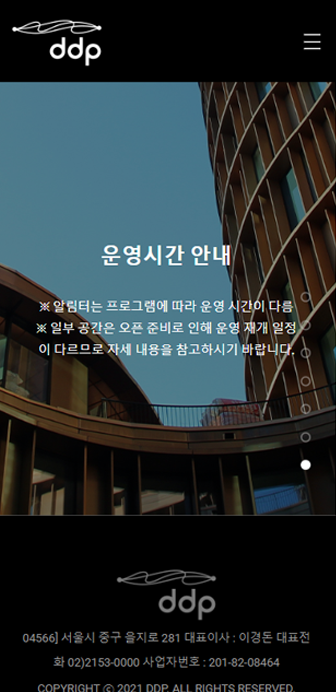 ddp
운영시간 안내
※ 알림터는 프로그램에 따라 운영 시간이 다름
※ 일부 공간은 오픈 준비로 인해 운영 재개 일정
이 다르므로 자세 내용을 참고하시기 바랍니다.
ddp
04566] 서울시 중구 을지로 281 대표이사 : 이경돈 대표전
화 02)2153-0000 사업자번호 : 201-82-08464
COPYRIGHT ⓒ 2021 DDP. ALL RIGHTS RESERVED.